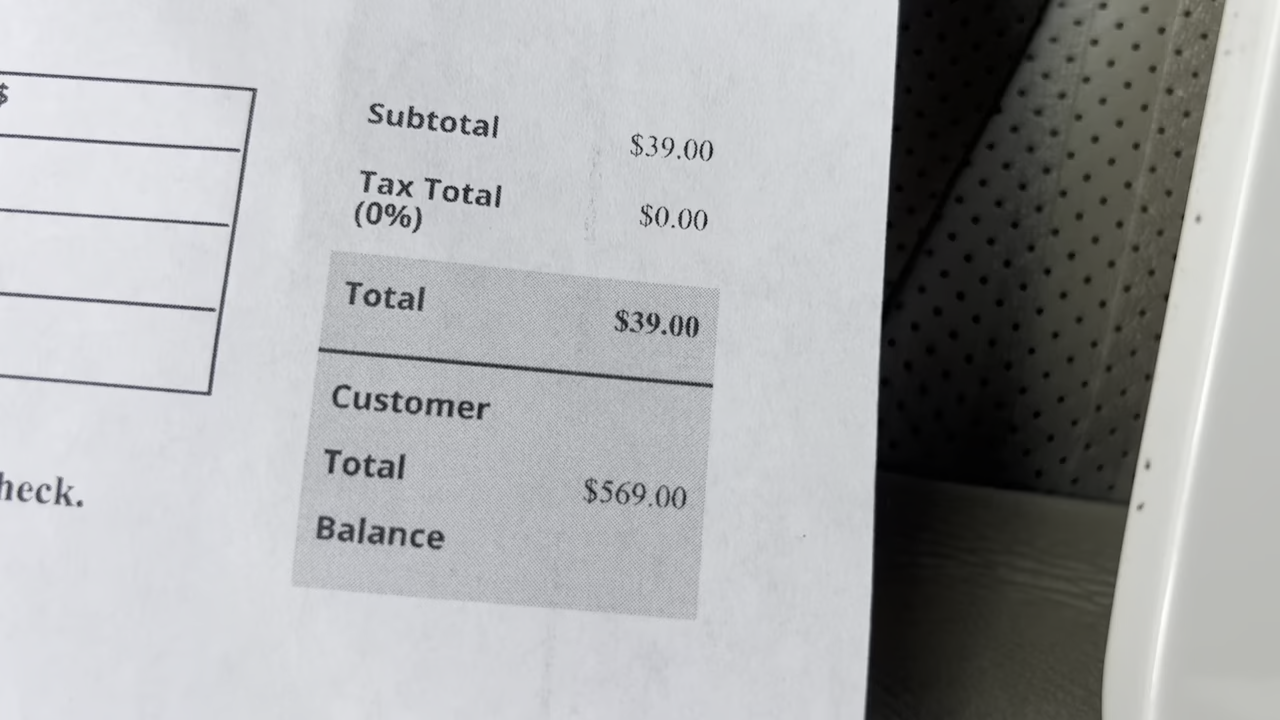 $
Subtotal $39.00
Tax Total
(0%) $0.00
Total $39.00
Customer
Total
Balance $569.00
heck.